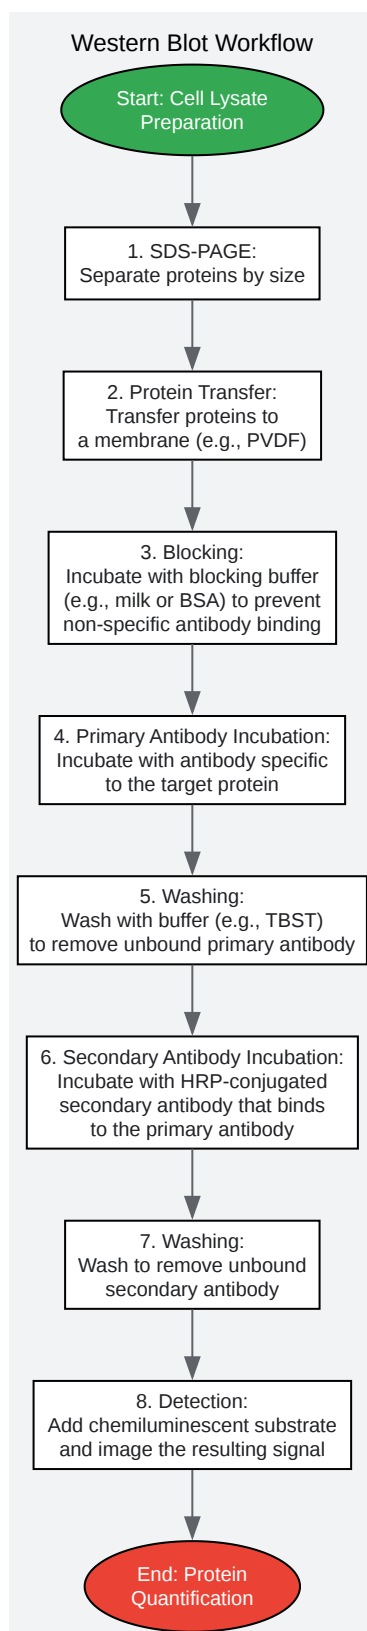 Western Blot Workflow
Start: Cell Lysate
Preparation
1. SDS-PAGE:
Separate proteins by size
2. Protein Transfer:
Transfer proteins to
a membrane (e.g., PVDF)
3. Blocking:
Incubate with blocking buffer
(e.g., milk or BSA) to prevent
non-specific antibody binding
4. Primary Antibody Incubation:
Incubate with antibody specific
to the target protein
5. Washing:
Wash with buffer (e.g., TBST)
to remove unbound primary antibody
6. Secondary Antibody Incubation:
Incubate with HRP-conjugated
secondary antibody that binds
to the primary antibody
7. Washing:
Wash to remove unbound
secondary antibody
8. Detection:
Add chemiluminescent substrate
and image the resulting signal
End: Protein
Quantification